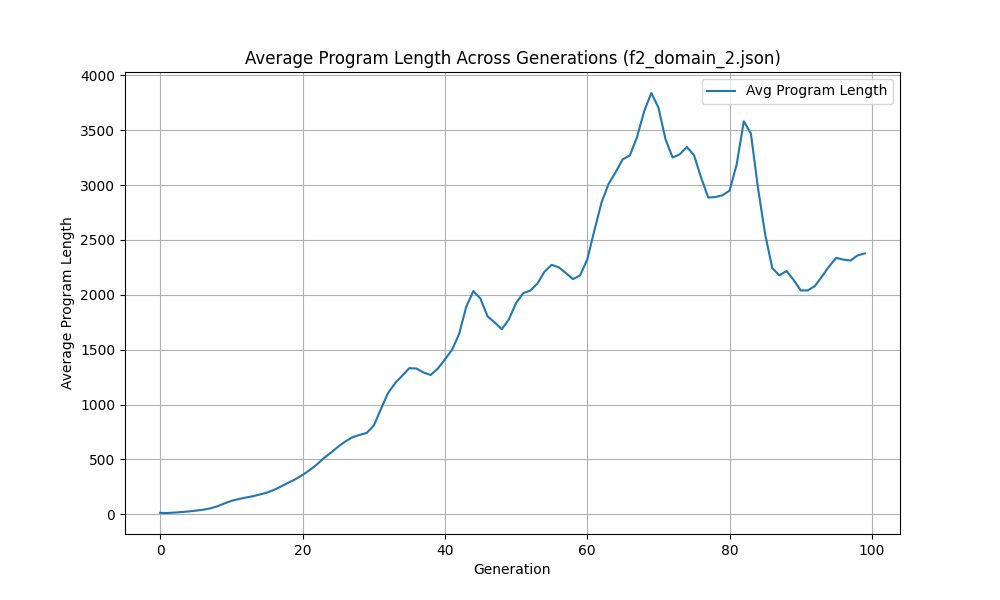 Average Program Length Across Generations (f2_domain_2.json)
Avg Program Length
4000
3500
3000
2500
2000
1500
1000
500
0
Average Program Length
0 20 40 60 80 100
Generation